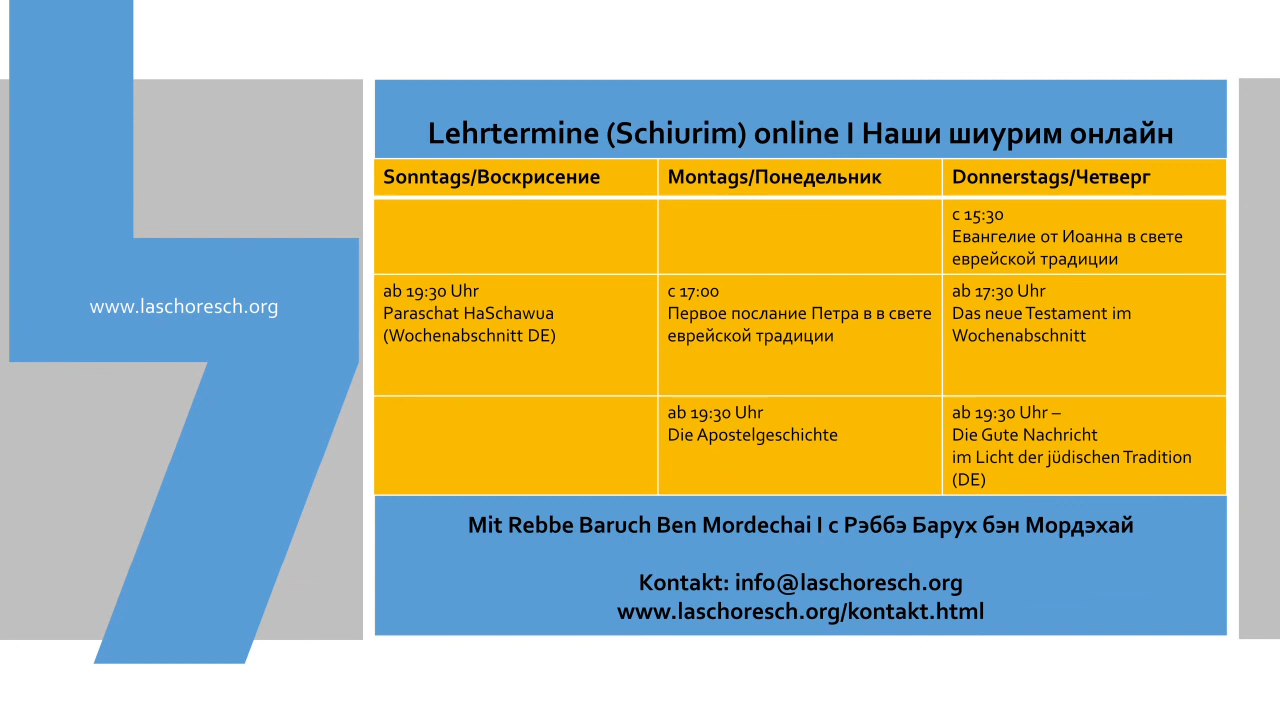 www.laschoresch.org
Lehrtermine (Schiurim) online I Наши шиурим онлайн
Sonntags/Воскрисение
Montags/Понедельник
Donnerstags/Четверг
с 15:30
Евангелие от Иоанна в свете
еврейской традиции
ab 19:30 Uhr
Paraschat HaSchawua
(Wochenabschnitt DE)
с 17:00
Первое послание Петра в в свете
еврейской традиции
ab 17:30 Uhr
Das neue Testament im
Wochenabschnitt
ab 19:30 Uhr
Die Apostelgeschichte
ab 19:30 Uhr –
Die Gute Nachricht
im Licht der jüdischen Tradition
(DE)
Mit Rebbe Baruch Ben Mordechai I с Рэббэ Барух бэн Мордэхай
Kontakt: info@laschoresch.org
www.laschoresch.org/kontakt.html